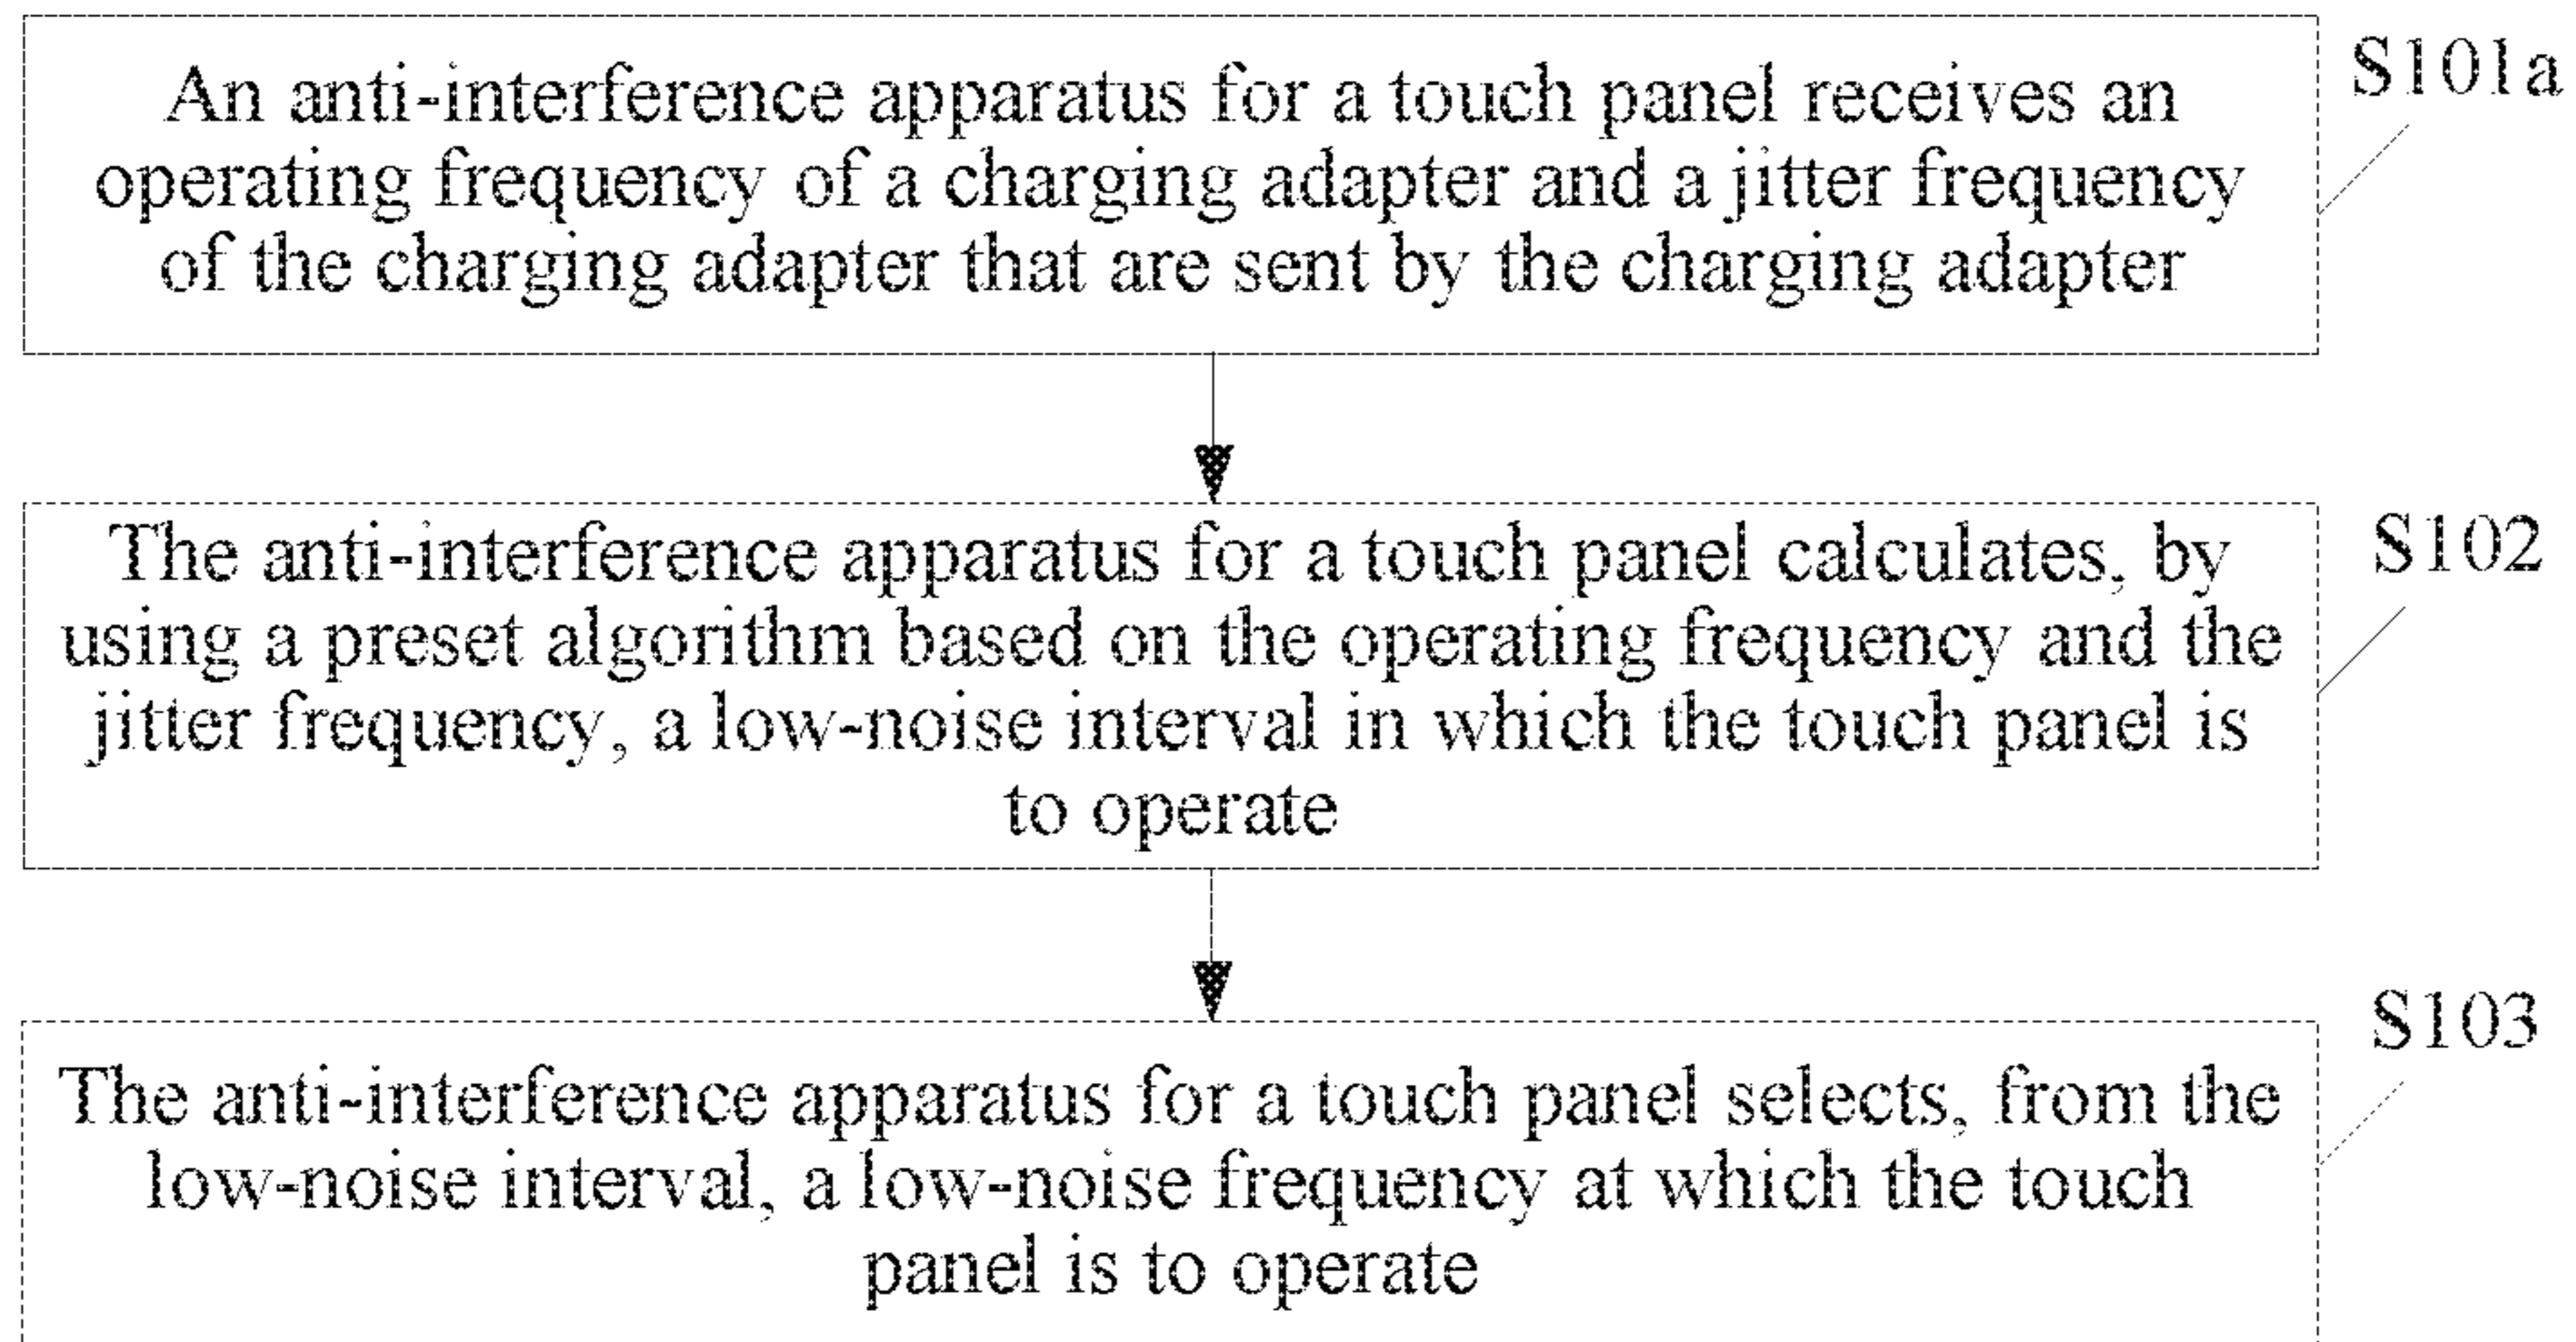 An anti-interference apparatus for a touch panel receives an
operating frequency of a charging adapter and a jitter frequency
of the charging adapter that are sent by the charging adapter
S101a
The anti-interference apparatus for a touch panel calculates, by
using a preset algorithm based on the operating frequency and the
jitter frequency, a low-noise interval in which the touch panel is
to operate
S102
The anti-interference apparatus for a touch panel selects, from the
low-noise interval, a low-noise frequency at which the touch
panel is to operate
S103